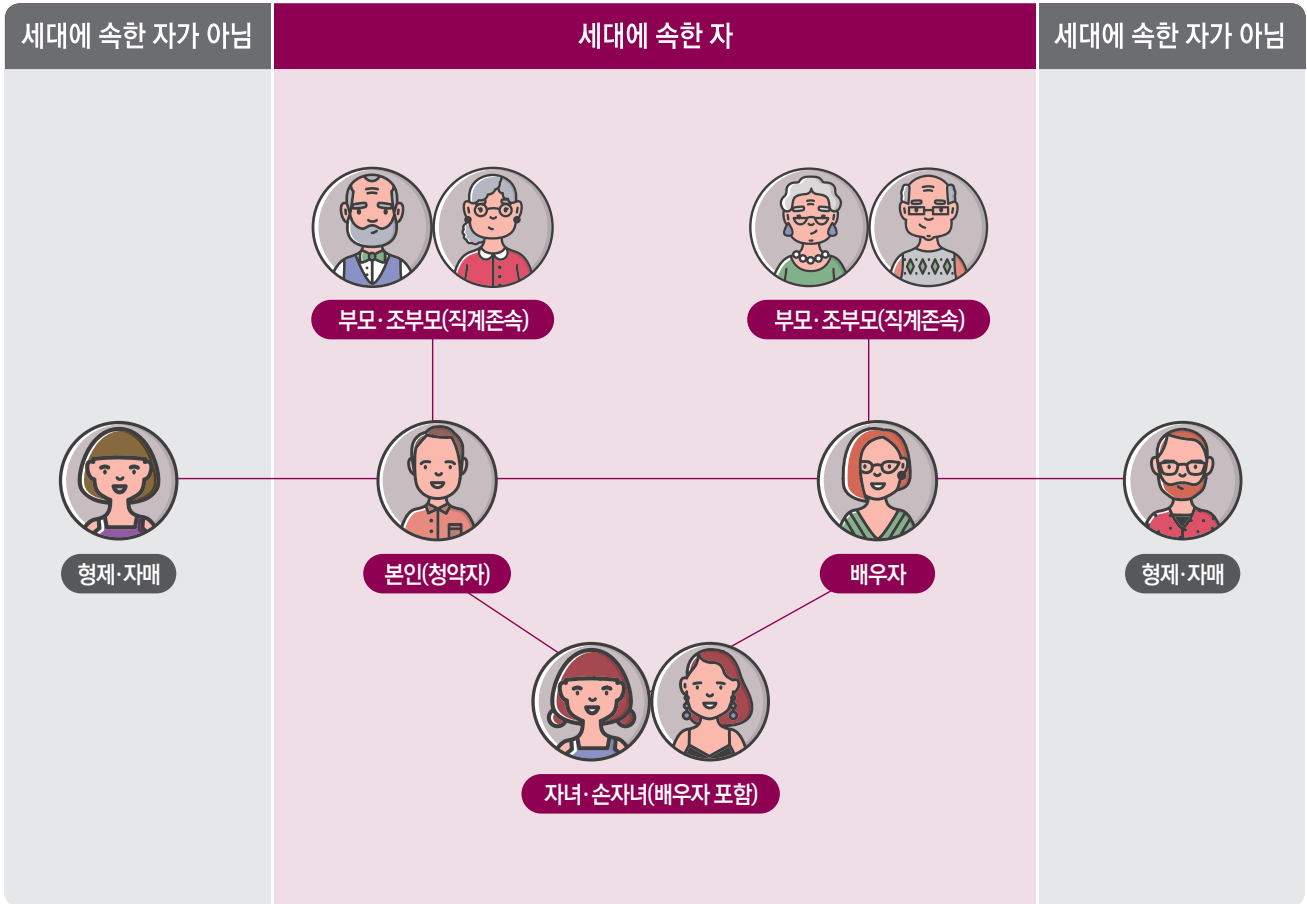 세대에 속한 자가 아님
세대에 속한 자
세대에 속한 자가 아님
부모·조부모(직계존속)
부모·조부모(직계존속)
형제·자매
본인(청약자)
배우자
형제·자매
자녀·손자녀(배우자 포함)